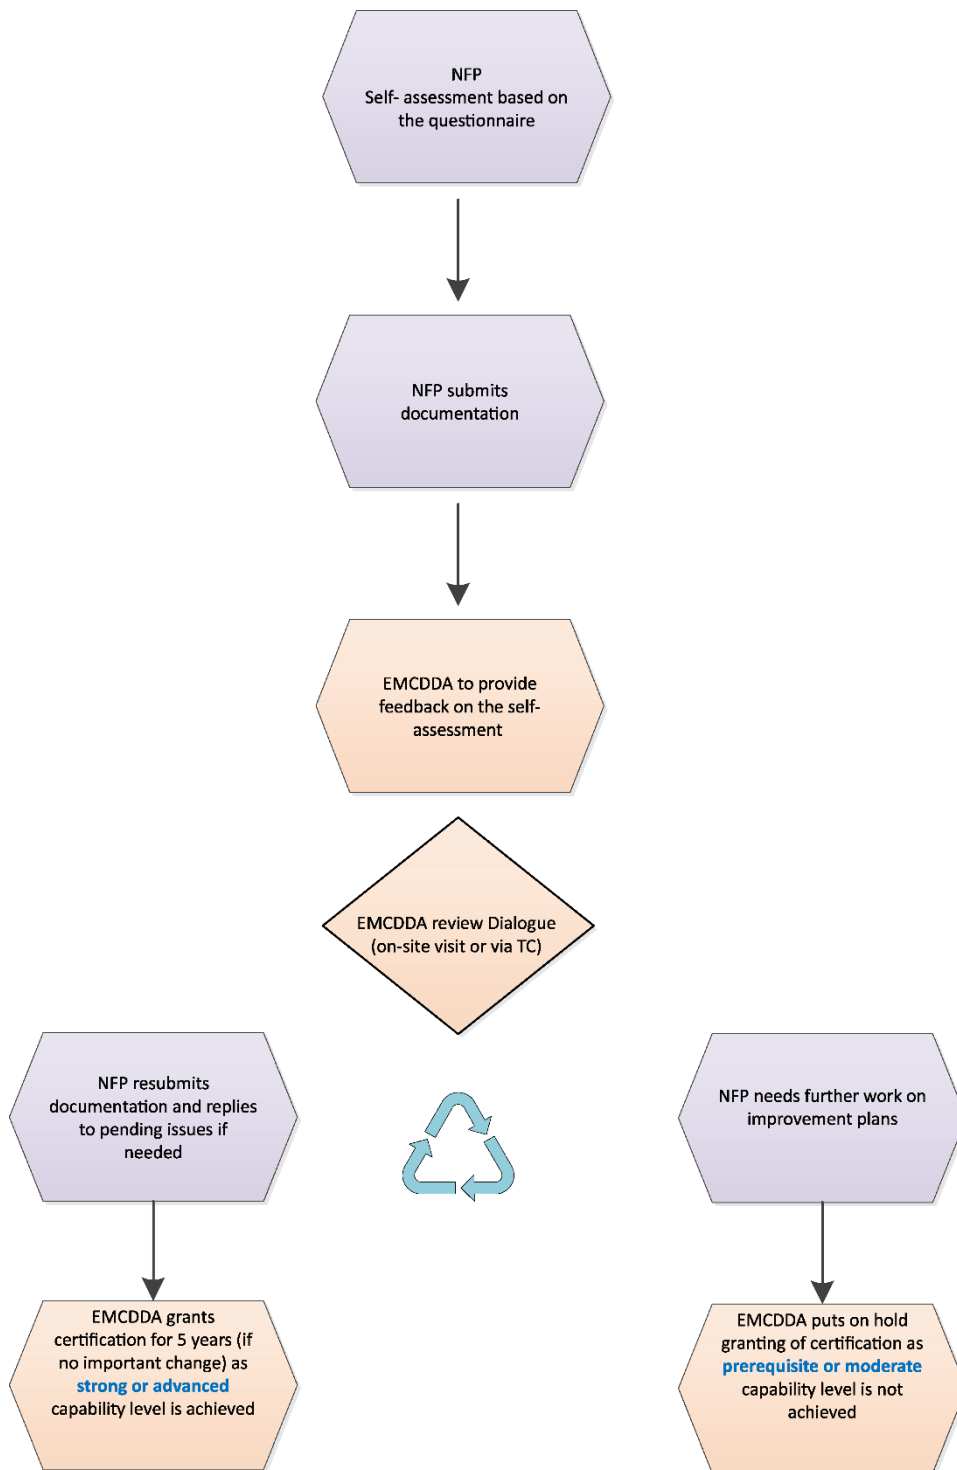 NFP
Self- assessment based on
the questionnaire
NFP submits
documentation
EMCDDA to provide
feedback on the self-
assessment
EMCDDA review Dialogue
(on-site visit or via TC)
NFP resubmits
documentation and replies
to pending issues if
needed
NFP needs further work on
improvement plans
EMCDDA grants
certification for 5 years (if
no important change) as
strong or advanced
capability level is achieved
EMCDDA puts on hold
granting of certification as
prerequisite or moderate
capability level is not
achieved